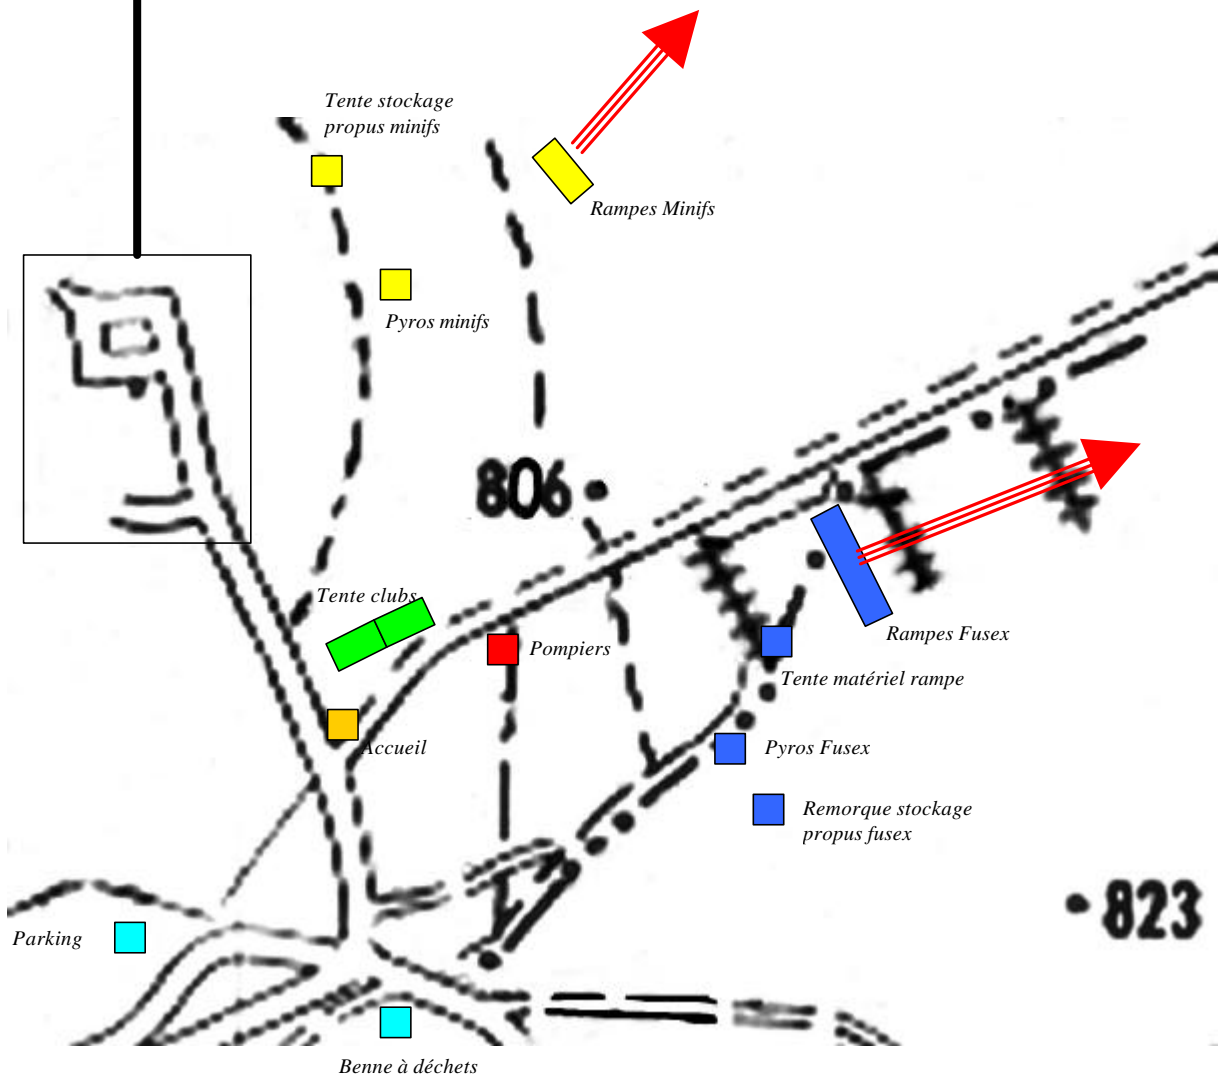 Tente stockage
propus minifs
Rampes Minifs
Pyros minifs
806
Tente clubs
Pompiers
Rampes Fusex
Tente matériel rampe
Accueil
Pyros Fusex
Remorque stockage
propus fusex
823
Parking
Benne à déchets